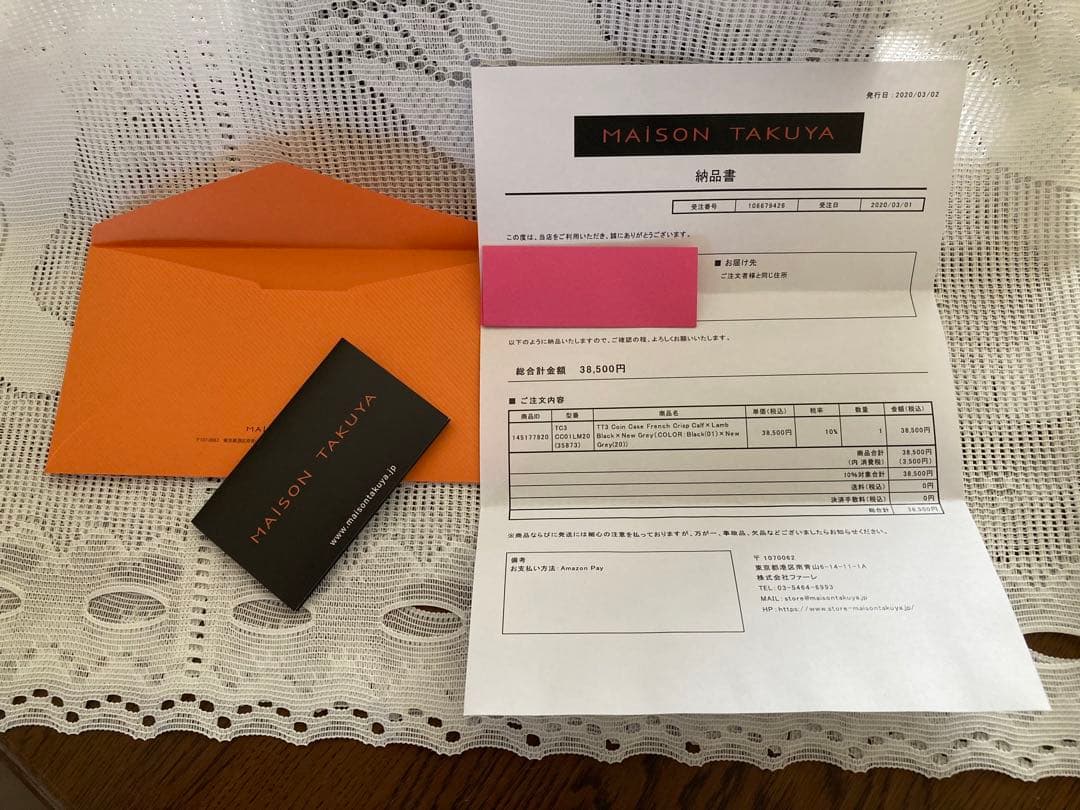 発行日:2020/03/02
MAiSON TAKUYA
納品書
受注番号 106679426 受注日 2020/03/01
この度は、当店をご利用いただき、誠にありがとうございます。
■ お届け先
ご注文者様と同じ住所
以下のように納品いたしますので、ご確認の程、よろしくお願いいたします。
総合計金額 38,500円
■ ご注文内容
商品ID 型番 商品名 単価(税込) 税率 数量 金額(税込)
145177820 TC3 CC01LM20 (35873) TT3 Coin Case French Crisp Calf×Lamb Black×New Grey(COLOR:Black(01)×New Grey(20)) 38,500円 10% 1 38,500円
商品合計 38,500円
(内 消費税) (3,500円)
10%対象合計 38,500円
送料(税込) 0円
決済手数料(税込) 0円
総合計 38,500円
※商品ならびに発送には細心の注意を払っておりますが、万が一、事故品、欠品などございましたらお知らせください。
備考
お支払い方法:Amazon Pay
〒 1070062
東京都港区南青山6-14-11-1A
株式会社ファーレ
TEL:03-5464-6993
MAIL:store@maisontakuya.jp
HP:https://www.store-maisontakuya.jp/
MAI
〒107-0062 東京都港区南青
MAiSON TAKUYA
www.maisontakuya.jp